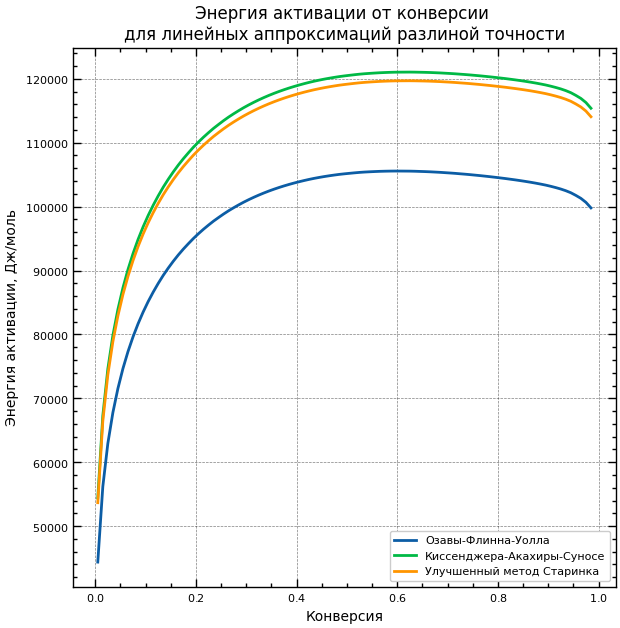 Энергия активации от конверсии
для линейных аппроксимаций разлиной точности
Энергия активации, Дж/моль
120000
110000
100000
90000
80000
70000
60000
50000
0.0
0.2
0.4
0.6
0.8
1.0
Конверсия
Озавы-Флинна-Уолла
Киссенджера-Акахиры-Суносе
Улучшенный метод Старинка